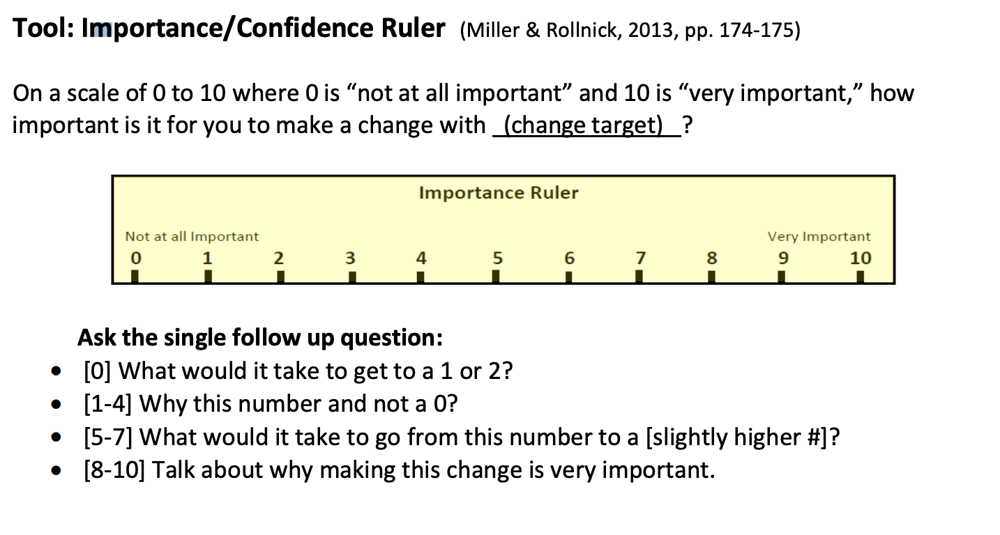 Tool: Importance/Confidence Ruler (Miller & Rollnick, 2013, pp. 174-175)
On a scale of 0 to 10 where 0 is “not at all important” and 10 is “very important,” how
important is it for you to make a change with _(change target)_?
Importance Ruler
Not at all Important Very Important
0 1 2 3 4 5 6 7 8 9 10
Ask the single follow up question:
• [0] What would it take to get to a 1 or 2?
• [1-4] Why this number and not a 0?
• [5-7] What would it take to go from this number to a [slightly higher #]?
• [8-10] Talk about why making this change is very important.